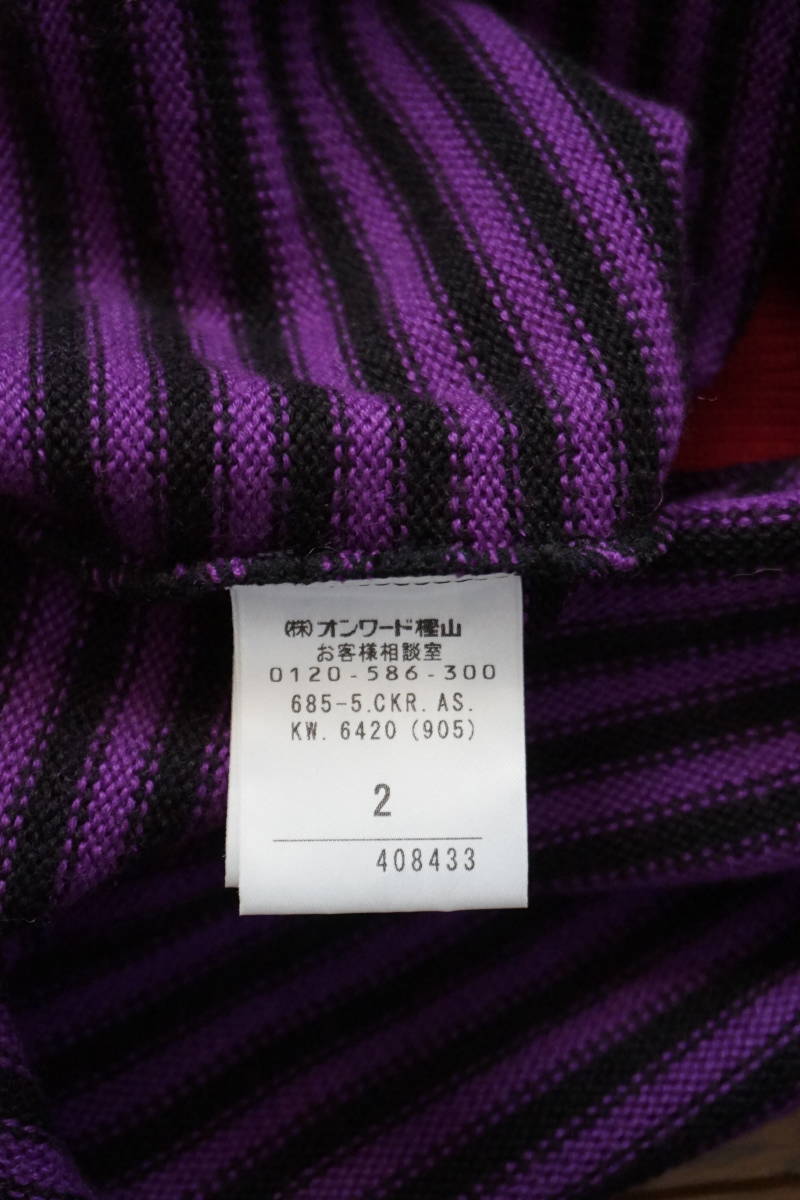 (株)オンワード樫山
お客様相談室
0120-586-300
685-5.CKR.AS.
KW.6420(905)
2
408433